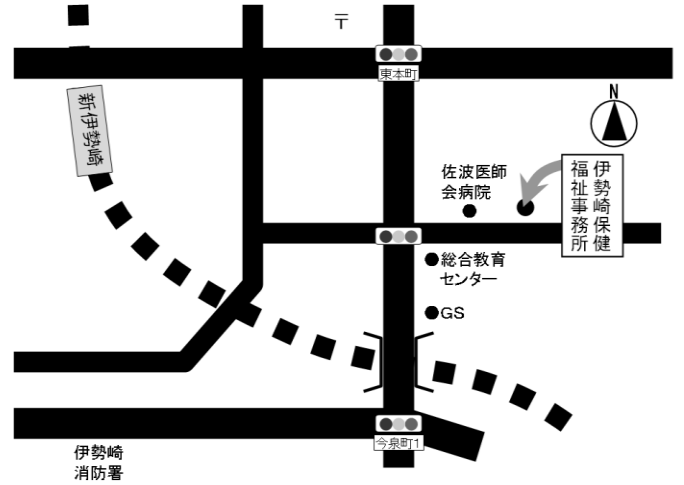 〒
東本町
N
新伊勢崎
佐波医師
会病院
伊勢崎保健
福祉事務所
総合教育
センター
GS
今泉町1
伊勢崎
消防署